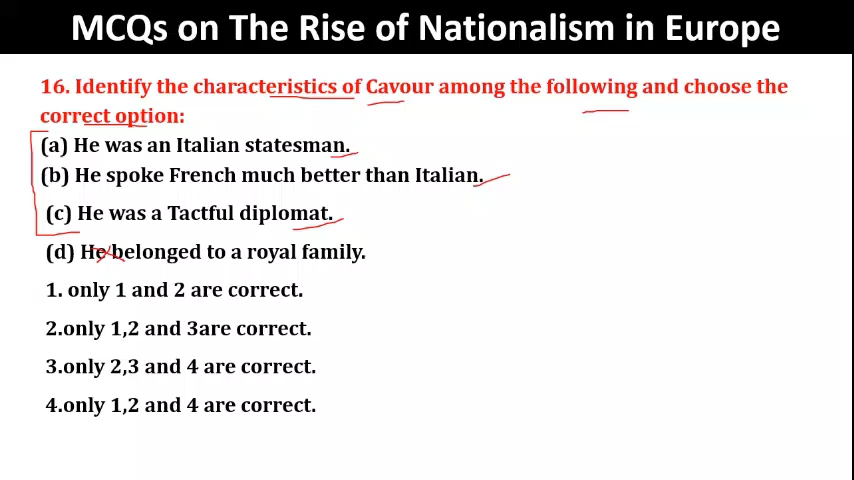 MCQs on The Rise of Nationalism in Europe
16. Identify the characteristics of Cavour among the following and choose the
correct option:
(a) He was an Italian statesman.
(b) He spoke French much better than Italian.
(c) He was a Tactful diplomat.
(d) He belonged to a royal family.
1. only 1 and 2 are correct.
2.only 1,2 and 3are correct.
3.only 2,3 and 4 are correct.
4.only 1,2 and 4 are correct.